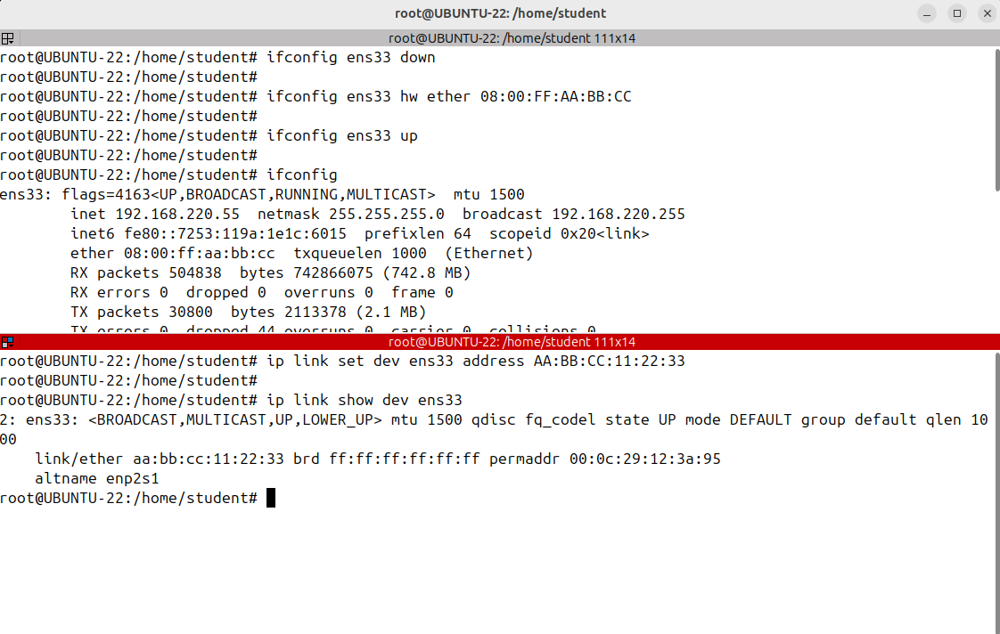 root@UBUNTU-22: /home/student
root@UBUNTU-22: /home/student 111x14
root@UBUNTU-22:/home/student# ifconfig ens33 down
root@UBUNTU-22:/home/student#
root@UBUNTU-22:/home/student# ifconfig ens33 hw ether 08:00:FF:AA:BB:CC
root@UBUNTU-22:/home/student#
root@UBUNTU-22:/home/student# ifconfig ens33 up
root@UBUNTU-22:/home/student#
root@UBUNTU-22:/home/student# ifconfig
ens33: flags=4163<UP,BROADCAST,RUNNING,MULTICAST>  mtu 1500
        inet 192.168.220.55  netmask 255.255.255.0  broadcast 192.168.220.255
        inet6 fe80::7253:119a:1e1c:6015  prefixlen 64  scopeid 0x20<link>
        ether 08:00:ff:aa:bb:cc  txqueuelen 1000  (Ethernet)
        RX packets 504838  bytes 742866075 (742.8 MB)
        RX errors 0  dropped 0  overruns 0  frame 0
        TX packets 30800  bytes 2113378 (2.1 MB)
        TX errors 0  dropped 44 overruns 0  carrier 0  collisions 0
root@UBUNTU-22: /home/student 111x14
root@UBUNTU-22:/home/student# ip link set dev ens33 address AA:BB:CC:11:22:33
root@UBUNTU-22:/home/student#
root@UBUNTU-22:/home/student# ip link show dev ens33
2: ens33: <BROADCAST,MULTICAST,UP,LOWER_UP> mtu 1500 qdisc fq_codel state UP mode DEFAULT group default qlen 10
00
    link/ether aa:bb:cc:11:22:33 brd ff:ff:ff:ff:ff:ff permaddr 00:0c:29:12:3a:95
    altname enp2s1
root@UBUNTU-22:/home/student#